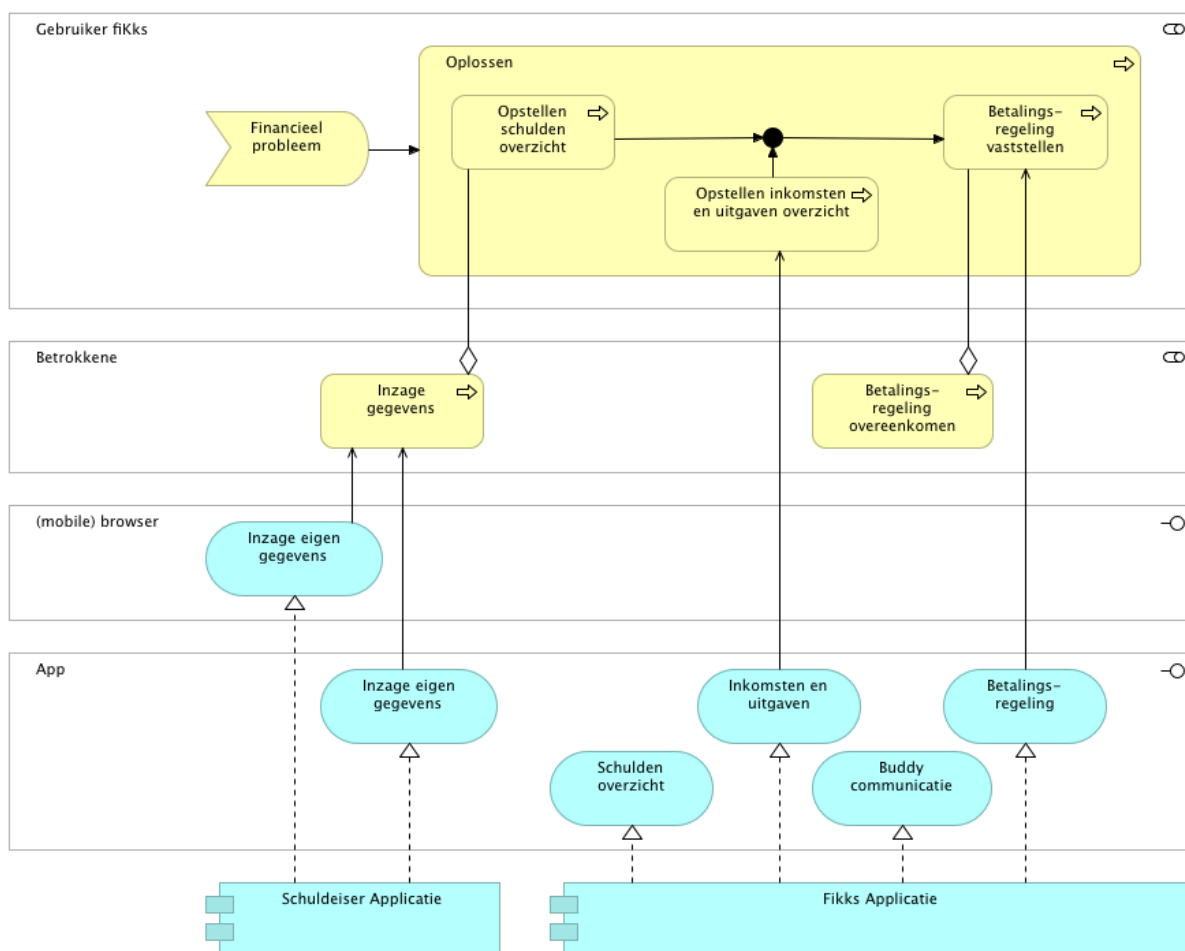 Gebruiker fiKks
Oplossen
Financieel
probleem
Opstellen
schulden
overzicht
Opstellen inkomsten
en uitgaven overzicht
Betalings-
regeling
vaststellen
Betrokkene
Inzage
gegevens
Betalings-
regeling
overeenkomen
(mobile) browser
Inzage eigen
gegevens
App
Inzage eigen
gegevens
Inkomsten en
uitgaven
Betalings-
regeling
Schulden
overzicht
Buddy
communicatie
Schuldeiser Applicatie
Fikks Applicatie